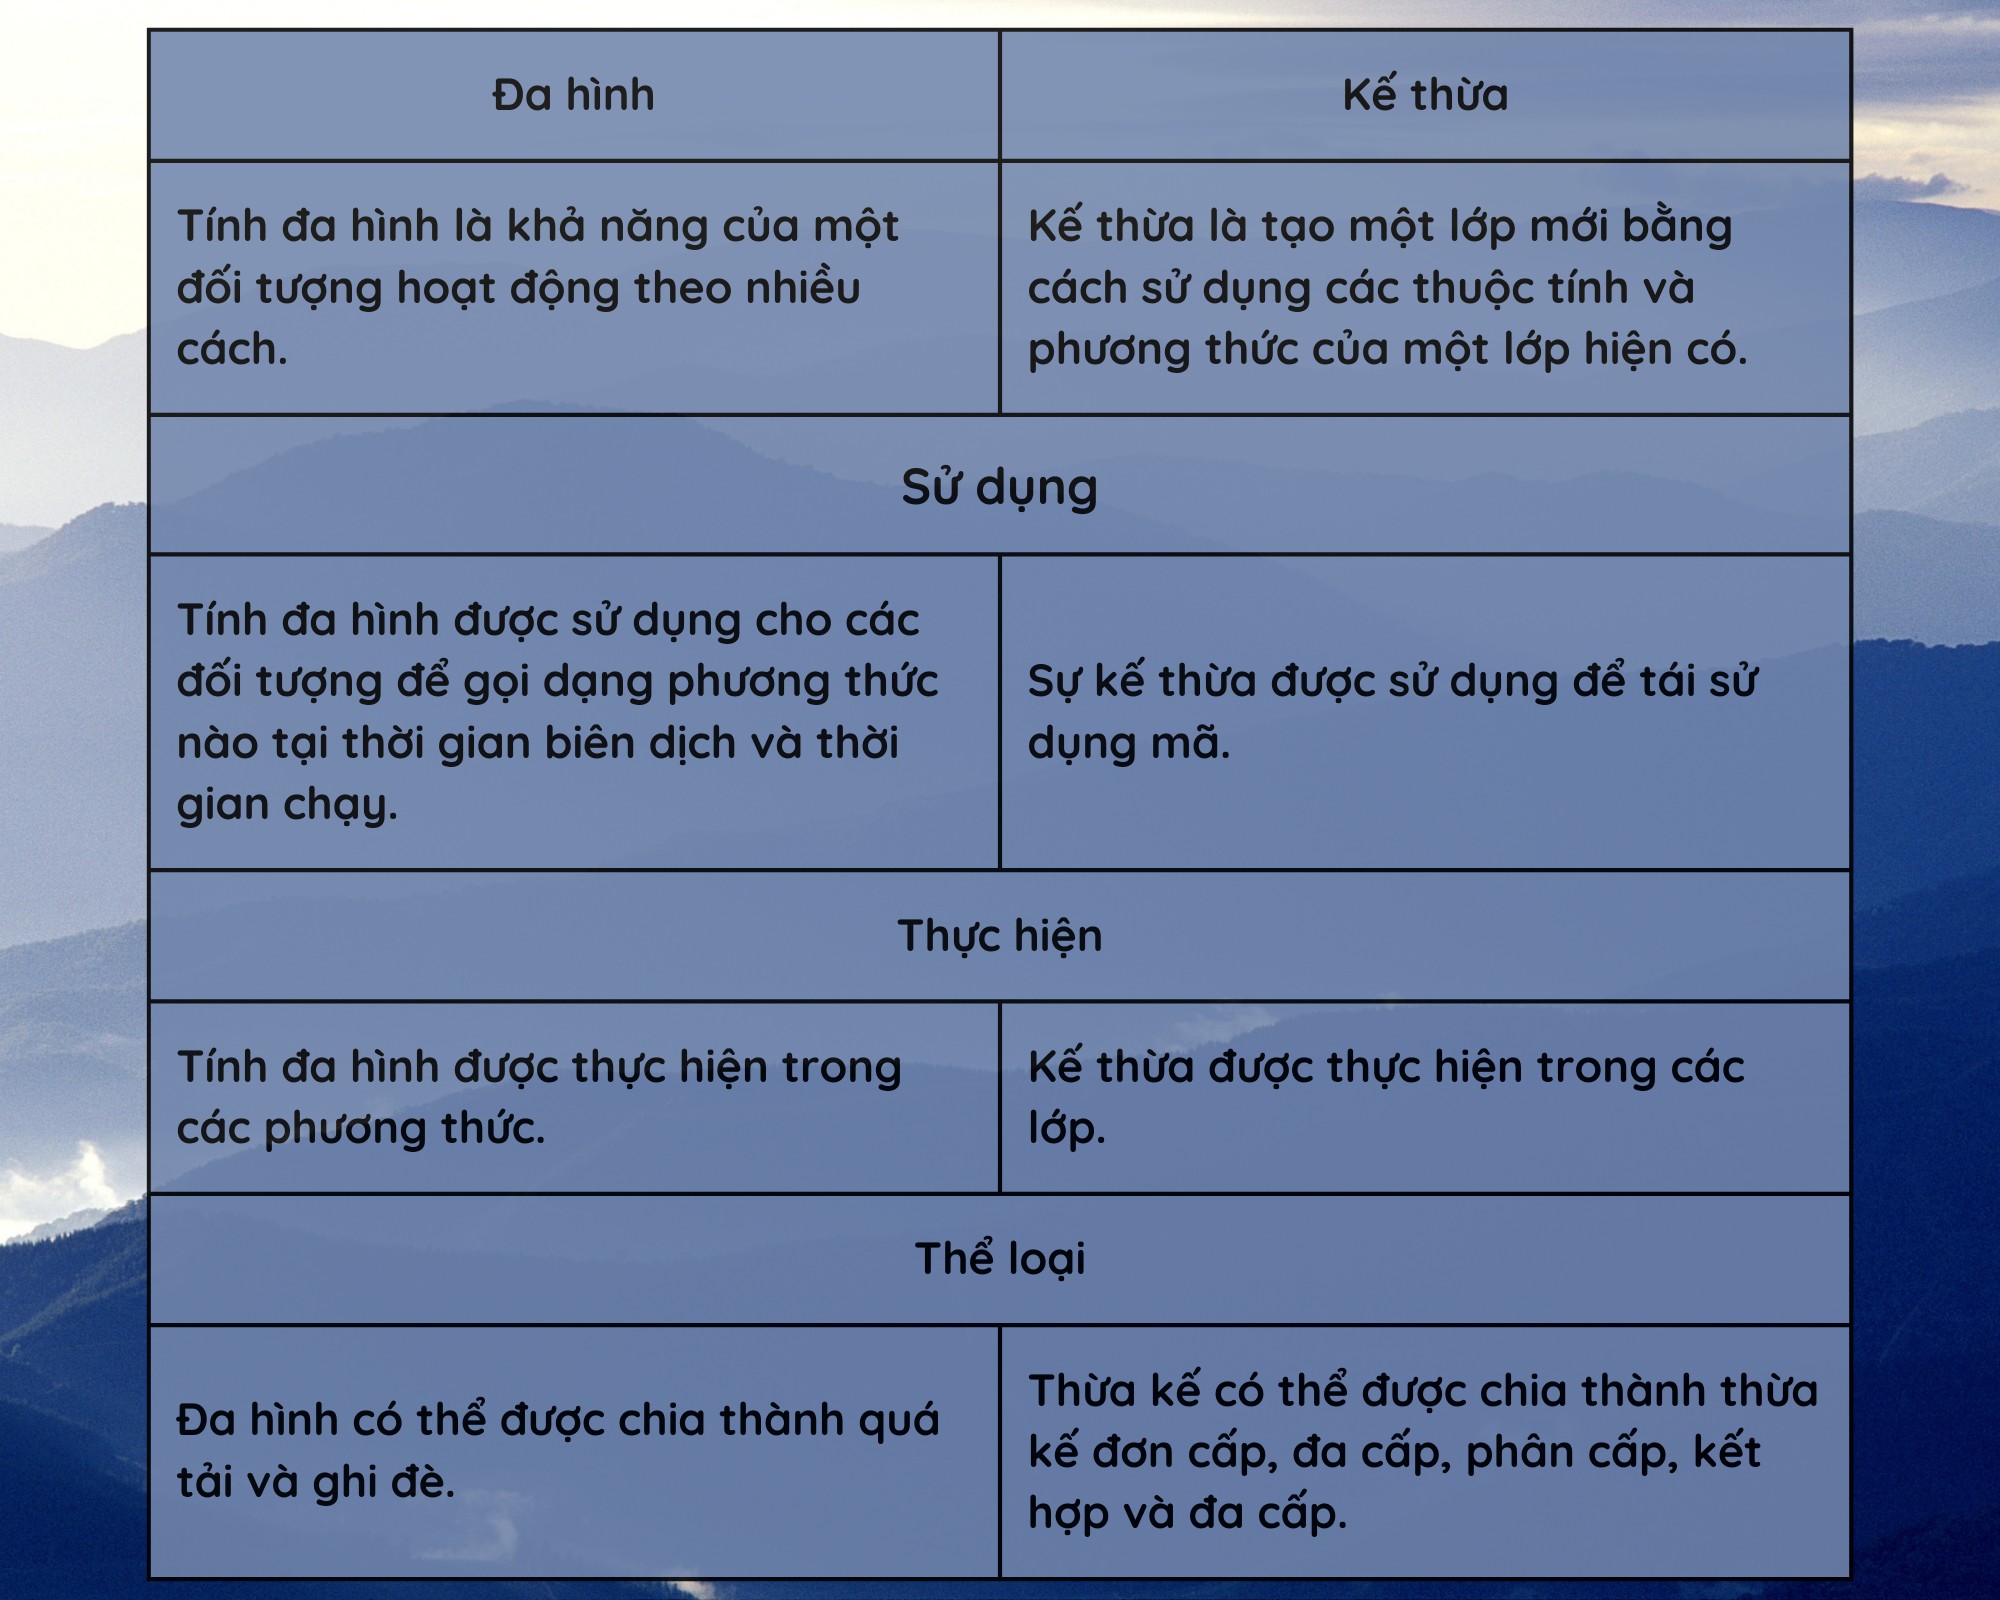 Đa hình
Kế thừa
Tính đa hình là khả năng của một
đối tượng hoạt động theo nhiều
cách.
Kế thừa là tạo một lớp mới bằng
cách sử dụng các thuộc tính và
phương thức của một lớp hiện có.
Sử dụng
Tính đa hình được sử dụng cho các
đối tượng để gọi dạng phương thức
nào tại thời gian biên dịch và thời
gian chạy.
Sự kế thừa được sử dụng để tái sử
dụng mã.
Thực hiện
Tính đa hình được thực hiện trong
các phương thức.
Kế thừa được thực hiện trong các
lớp.
Thể loại
Đa hình có thể được chia thành quá
tải và ghi đè.
Thừa kế có thể được chia thành thừa
kế đơn cấp, đa cấp, phân cấp, kết
hợp và đa cấp.